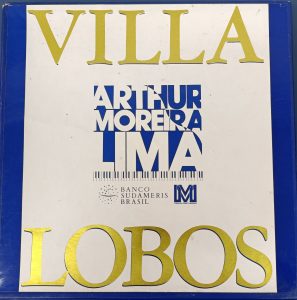 VILLA
ARTHUR
MOREIRA
LIMA
BANCO
SUDAMERIS
BRASIL
LOBOS